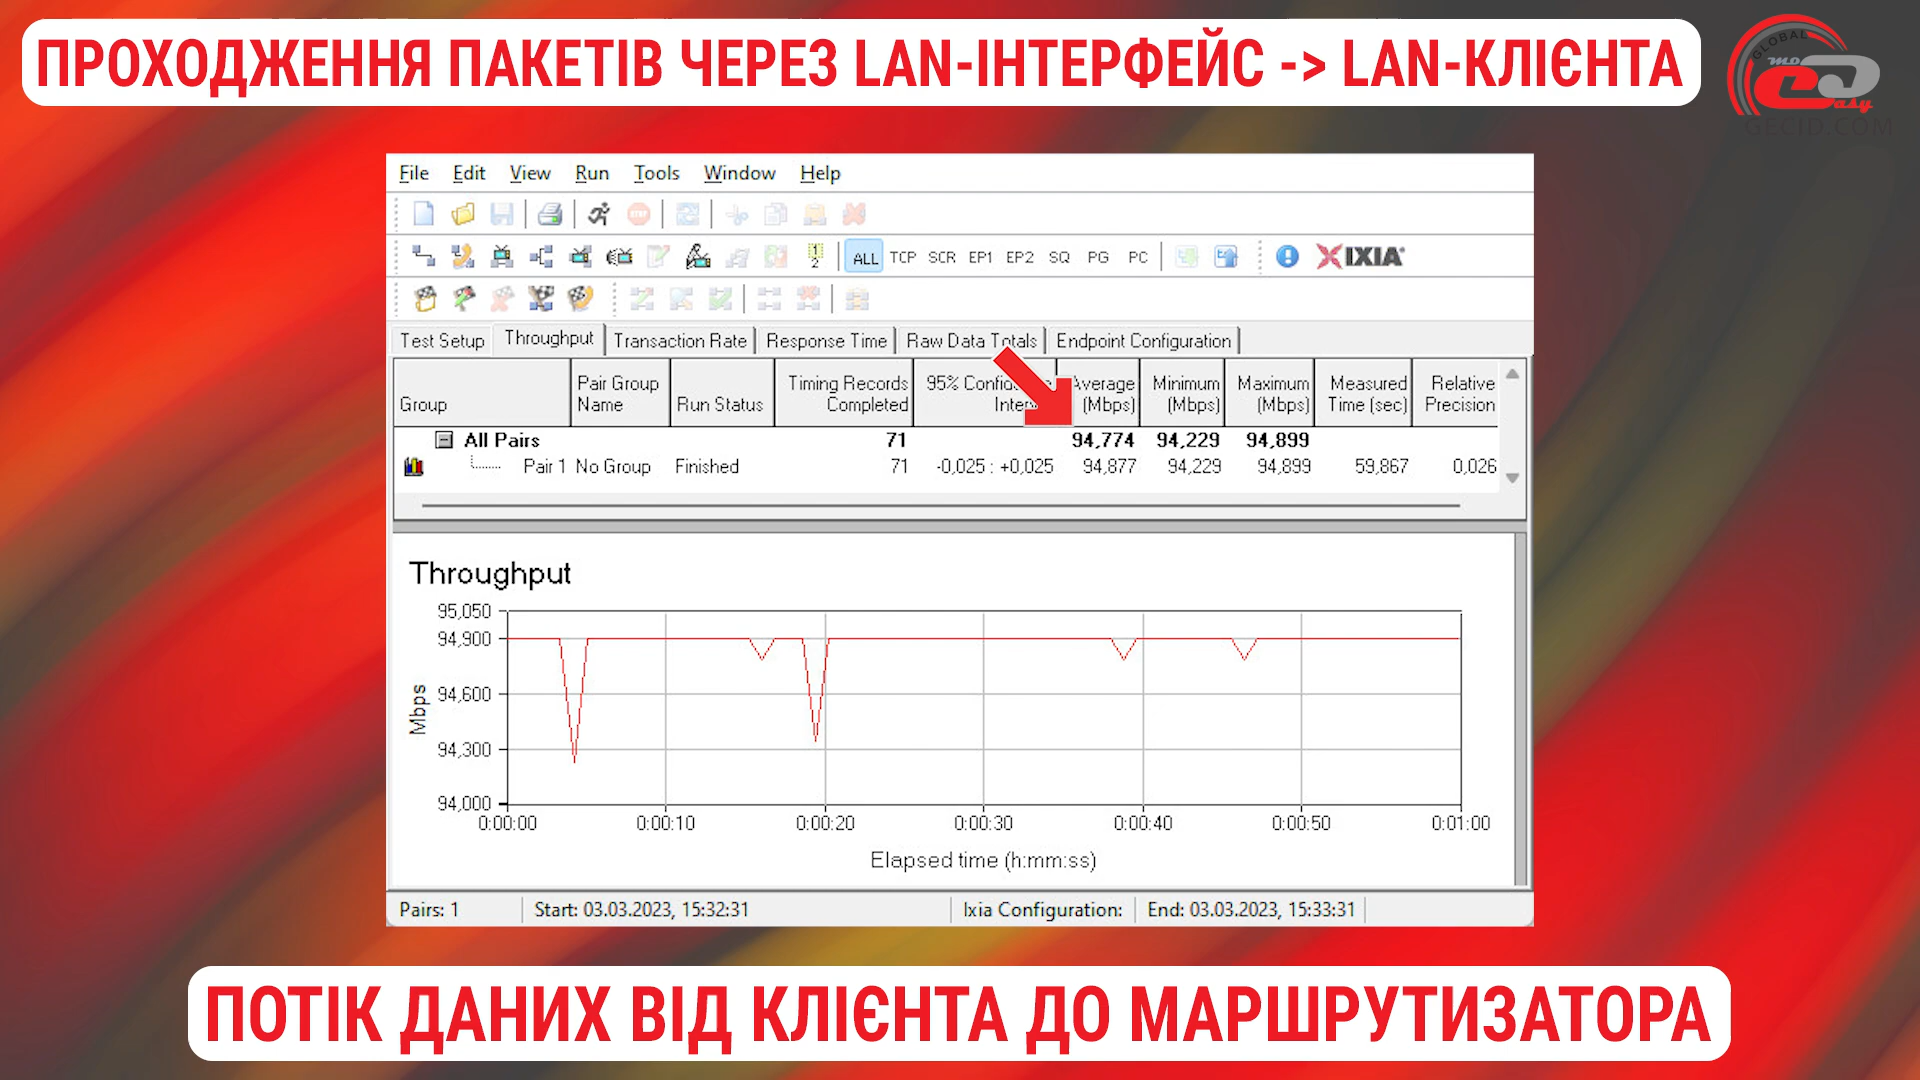 ПРОХОДЖЕННЯ ПАКЕТІВ ЧЕРЕЗ LAN-ІНТЕРФЕЙС -> LAN-КЛІЄНТА
GLOBAL
GECID.COM
File Edit View Run Tools Window Help
ALL TCP SCR EP1 EP2 SQ PG PC IXIA
Test Setup Throughput Transaction Rate Response Time Raw Data Totals Endpoint Configuration
Group Pair Group Name Run Status Timing Records Completed 95% Average (Mbps) Minimum (Mbps) Maximum (Mbps) Measured Time (sec) Relative Precision
All Pairs 71 94,774 94,229 94,899
Pair 1 No Group Finished 71 -0,025 : +0,025 94,877 94,229 94,899 59,867 0,026
Throughput
95,050
94,900
94,600
94,300
94,000
Mbps
0:00:00 0:00:10 0:00:20 0:00:30 0:00:40 0:00:50 0:01:00
Elapsed time (h:mm:ss)
Pairs: 1 Start: 03.03.2023, 15:32:31 Ixia Configuration: End: 03.03.2023, 15:33:31
ПОТІК ДАНИХ ВІД КЛІЄНТА ДО МАРШРУТИЗАТОРА